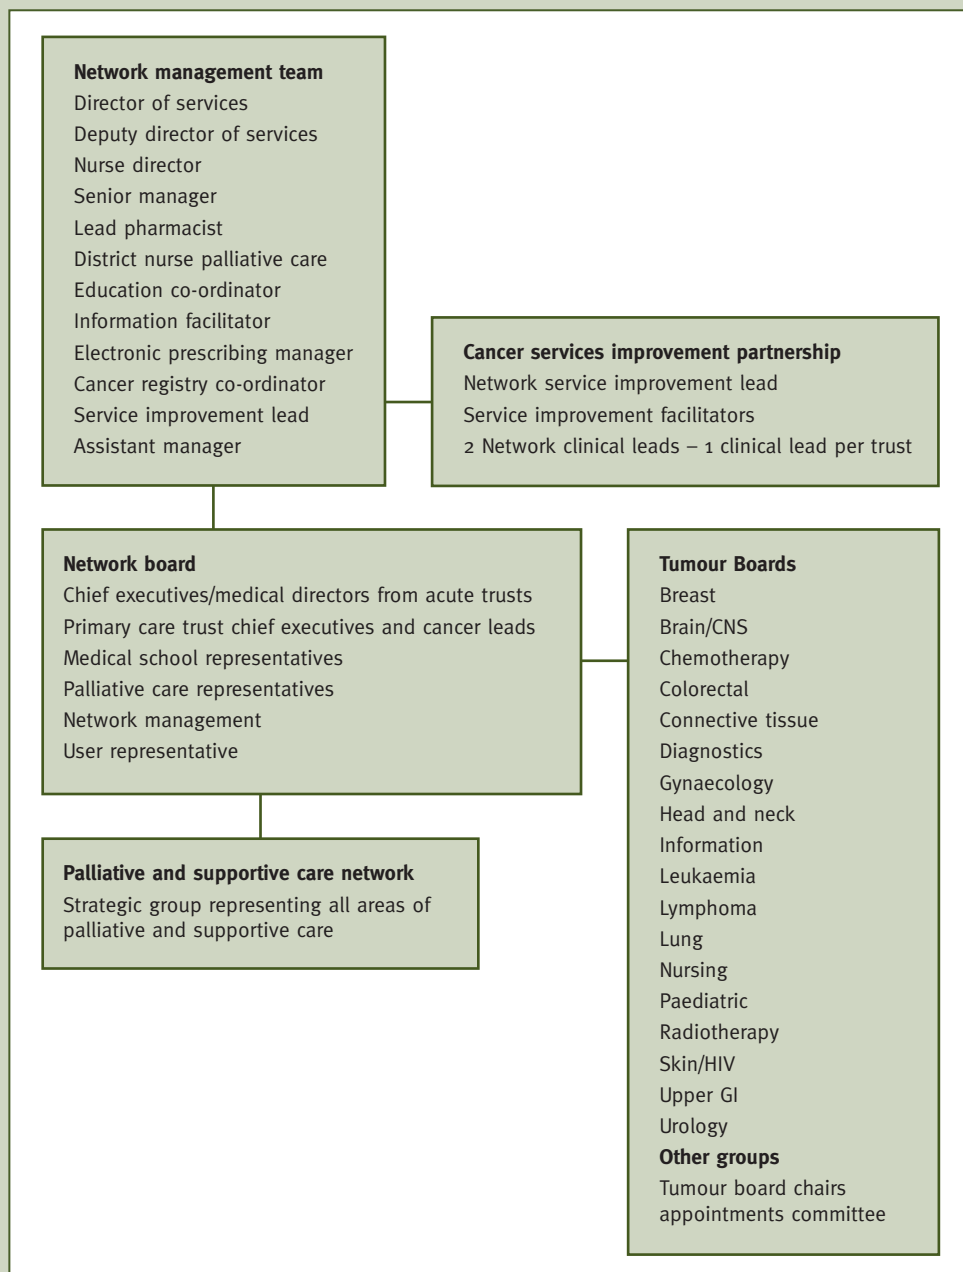 Network management team
Director of services
Deputy director of services
Nurse director
Senior manager
Lead pharmacist
District nurse palliative care
Education co-ordinator
Information facilitator
Electronic prescribing manager
Cancer registry co-ordinator
Service improvement lead
Assistant manager
Cancer services improvement partnership
Network service improvement lead
Service improvement facilitators
2 Network clinical leads – 1 clinical lead per trust
Network board
Chief executives/medical directors from acute trusts
Primary care trust chief executives and cancer leads
Medical school representatives
Palliative care representatives
Network management
User representative
Tumour Boards
Breast
Brain/CNS
Chemotherapy
Colorectal
Connective tissue
Diagnostics
Gynaecology
Head and neck
Information
Leukaemia
Lymphoma
Lung
Nursing
Paediatric
Radiotherapy
Skin/HIV
Upper GI
Urology
Other groups
Tumour board chairs
appointments committee
Palliative and supportive care network
Strategic group representing all areas of
palliative and supportive care